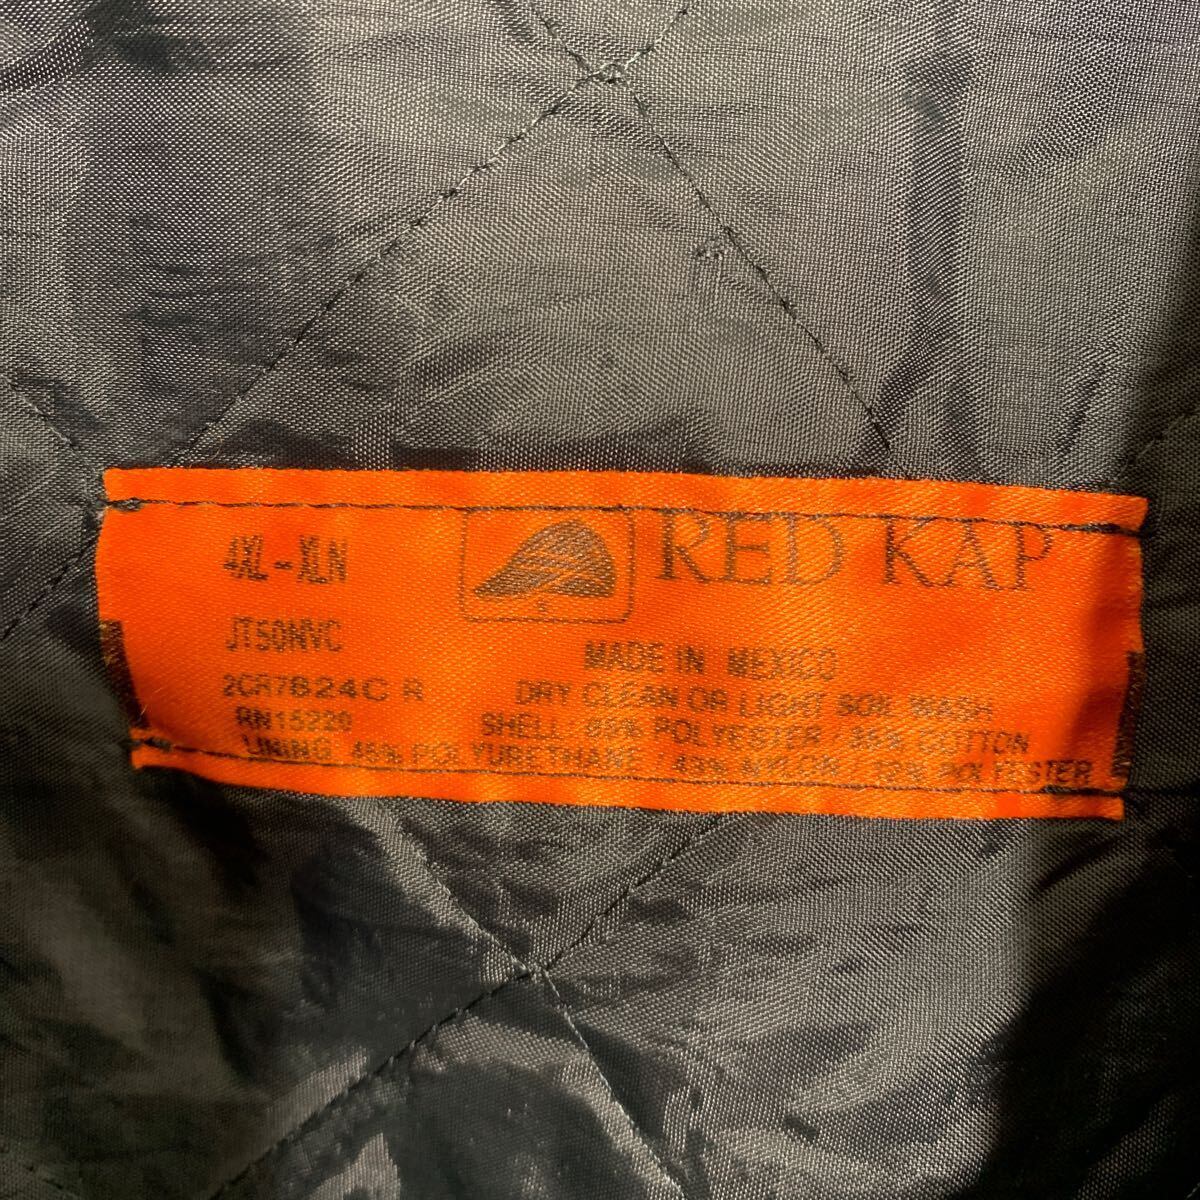 4XL-XLN
RED KAP
JT50NVC
MADE IN MEXICO
2CR7824C R
DRY CLEAN OR LIGHT SOIL WASH
RN15220
SHELL: 65% POLYESTER / 35% COTTON
LINING: 45% POLYURETHANE / 43% NYLON / 12% POLYESTER